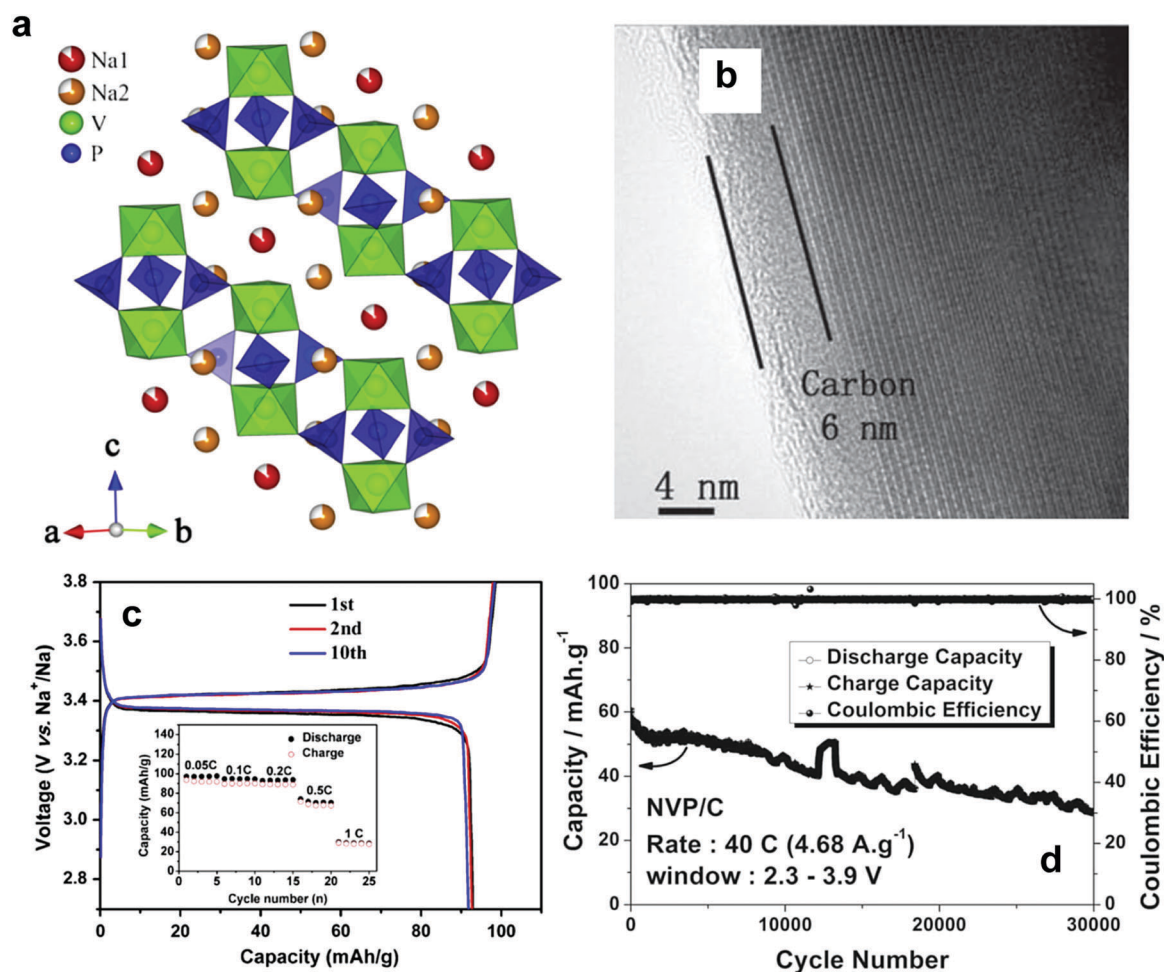 a
Na1
Na2
V
P
c
a
b
b
Carbon
6 nm
4 nm
c
1st
2nd
10th
Voltage (V vs. Na⁺/Na)
3.8
3.6
3.4
3.2
3.0
2.8
0 20 40 60 80 100
Capacity (mAh/g)
Discharge
Charge
Capacity (mAh/g)
140
120
100
80
60
40
20
0
0.05C 0.1C 0.2C
0.5C
1 C
0 5 10 15 20 25
Cycle number (n)
d
Capacity / mAh.g⁻¹
100
80
60
40
20
0
Discharge Capacity
Charge Capacity
Coulombic Efficiency
NVP/C
Rate : 40 C (4.68 A.g⁻¹)
window : 2.3 - 3.9 V
0 10000 20000 30000
Cycle Number
100
80
60
40
20
0
Coulombic Efficiency / %